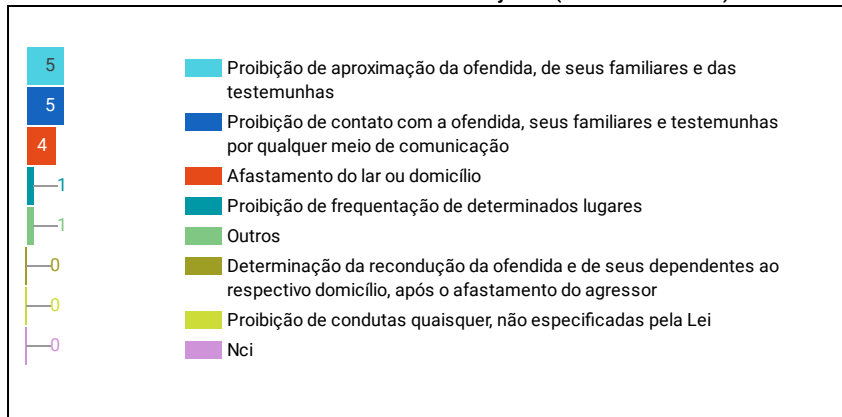 5
Proibição de aproximação da ofendida, de seus familiares e das
testemunhas
5
Proibição de contato com a ofendida, seus familiares e testemunhas
por qualquer meio de comunicação
4
Afastamento do lar ou domicílio
1
Proibição de frequentação de determinados lugares
1
Outros
0
Determinação da recondução da ofendida e de seus dependentes ao
respectivo domicílio, após o afastamento do agressor
0
Proibição de condutas quaisquer, não especificadas pela Lei
0
Nci